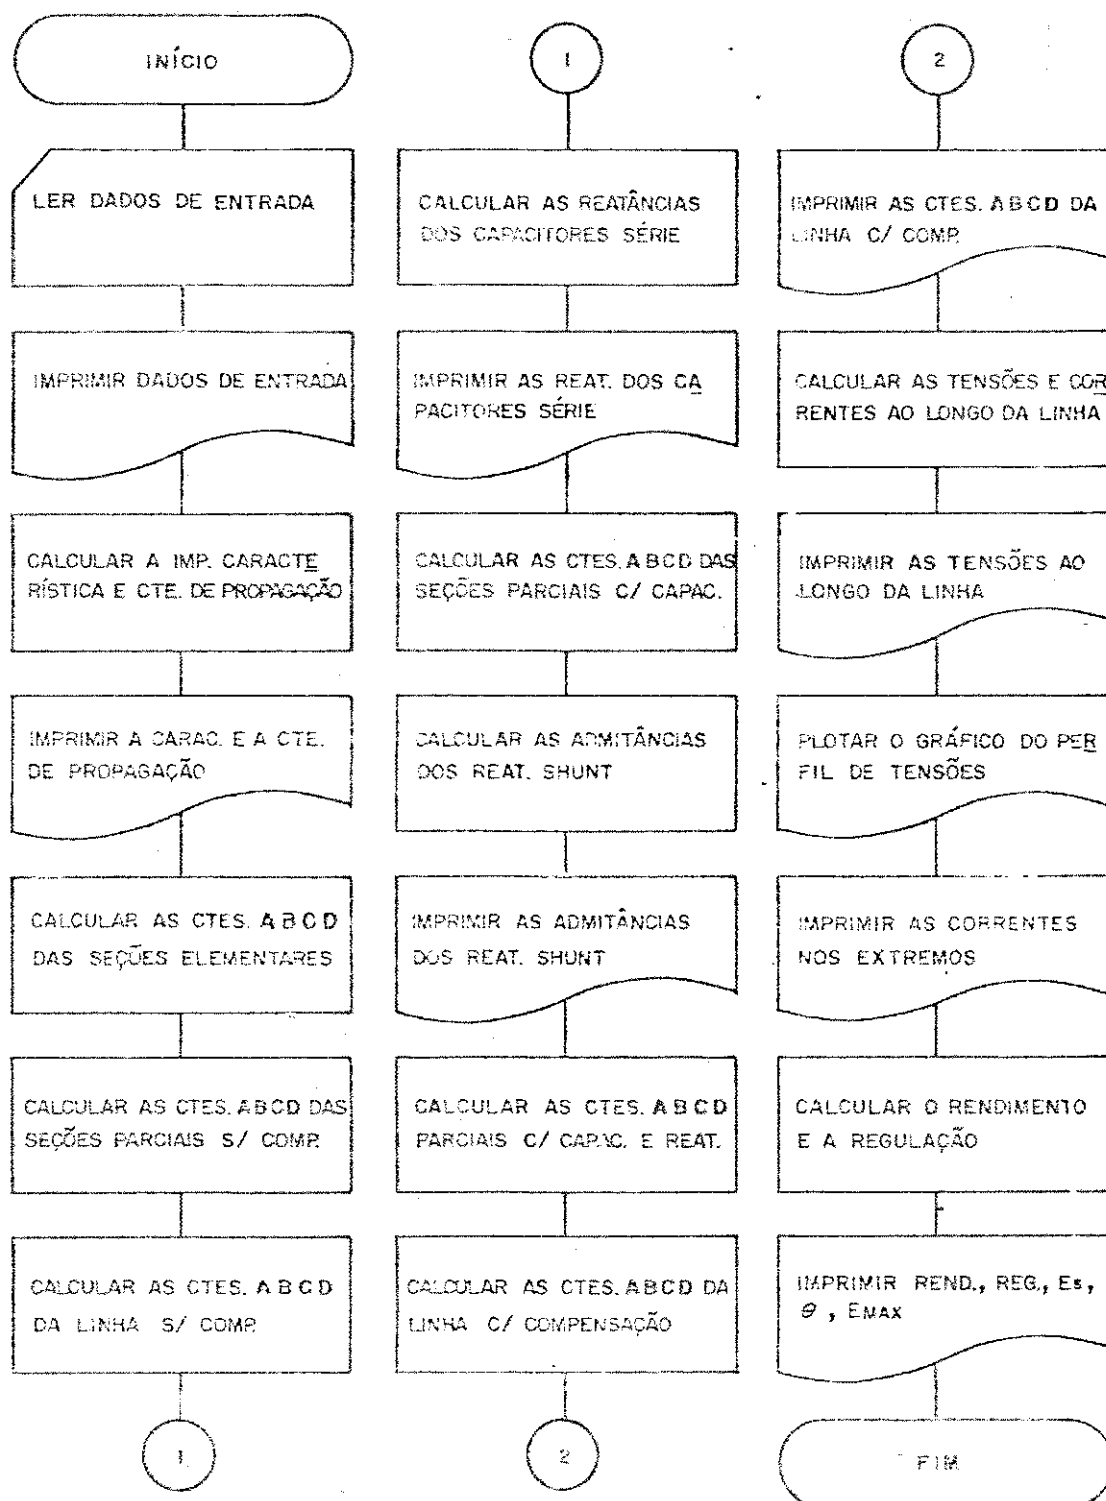 INÍCIO
LER DADOS DE ENTRADA
IMPRIMIR DADOS DE ENTRADA
CALCULAR A IMP. CARACTE
RÍSTICA E CTE. DE PROPAGAÇÃO
IMPRIMIR A CARAC. E A CTE.
DE PROPAGAÇÃO
CALCULAR AS CTES. A B C D
DAS SEÇÕES ELEMENTARES
CALCULAR AS CTES. A B C D DAS
SEÇÕES PARCIAIS S/ COMP.
CALCULAR AS CTES. A B C D
DA LINHA S/ COMP.
1
1
CALCULAR AS REATÂNCIAS
DOS CAPACITORES SÉRIE
IMPRIMIR AS REAT. DOS CA
PACITORES SÉRIE
CALCULAR AS CTES. A B C D DAS
SEÇÕES PARCIAIS C/ CAPAC.
CALCULAR AS ADMITÂNCIAS
DOS REAT. SHUNT
IMPRIMIR AS ADMITÂNCIAS
DOS REAT. SHUNT
CALCULAR AS CTES. A B C D
PARCIAIS C/ CAPAC. E REAT.
CALCULAR AS CTES. A B C D DA
LINHA C/ COMPENSAÇÃO
2
2
IMPRIMIR AS CTES. A B C D DA
LINHA C/ COMP.
CALCULAR AS TENSÕES E COR
RENTES AO LONGO DA LINHA
IMPRIMIR AS TENSÕES AO
LONGO DA LINHA
PLOTAR O GRÁFICO DO PER
FIL DE TENSÕES
IMPRIMIR AS CORRENTES
NOS EXTREMOS
CALCULAR O RENDIMENTO
E A REGULAÇÃO
IMPRIMIR REND., REG., Es,
θ , EMAX
FIM